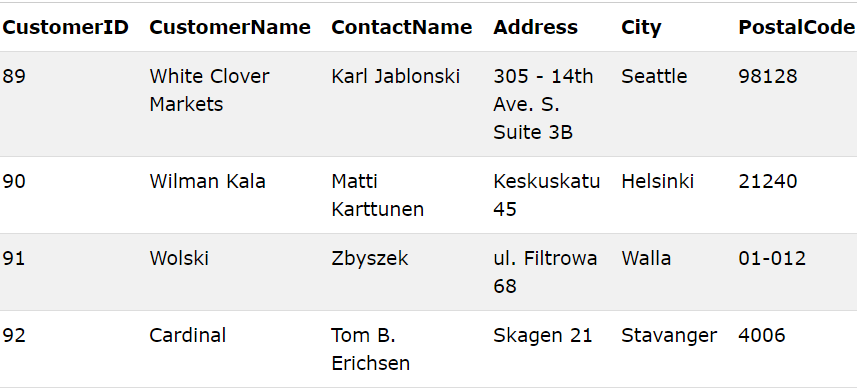 CustomerID CustomerName ContactName Address City PostalCode
89 White Clover Karl Jablonski 305 - 14th Seattle 98128
Markets Ave. S.
Suite 3B
90 Wilman Kala Matti Keskuskatu Helsinki 21240
Karttunen 45
91 Wolski Zbyszek ul. Filtrowa Walla 01-012
68
92 Cardinal Tom B. Skagen 21 Stavanger 4006
Erichsen